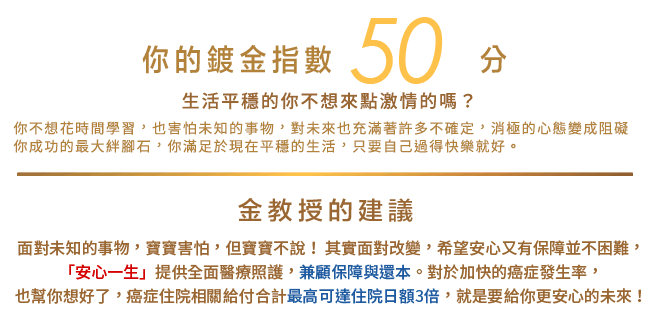 你的鍍金指數 50 分
生活平穩的你不想來點激情的嗎？
你不想花時間學習，也害怕未知的事物，對未來也充滿著許多不確定，消極的心態變成阻礙
你成功的最大絆腳石，你滿足於現在平穩的生活，只要自己過得快樂就好。
金教授的建議
面對未知的事物，寶寶害怕，但寶寶不說！其實面對改變，希望安心又有保障並不困難，
「安心一生」提供全面醫療照護，兼顧保障與還本。對於加快的癌症發生率，
也幫你想好了，癌症住院相關給付合計最高可達住院日額3倍，就是要給你更安心的未來！